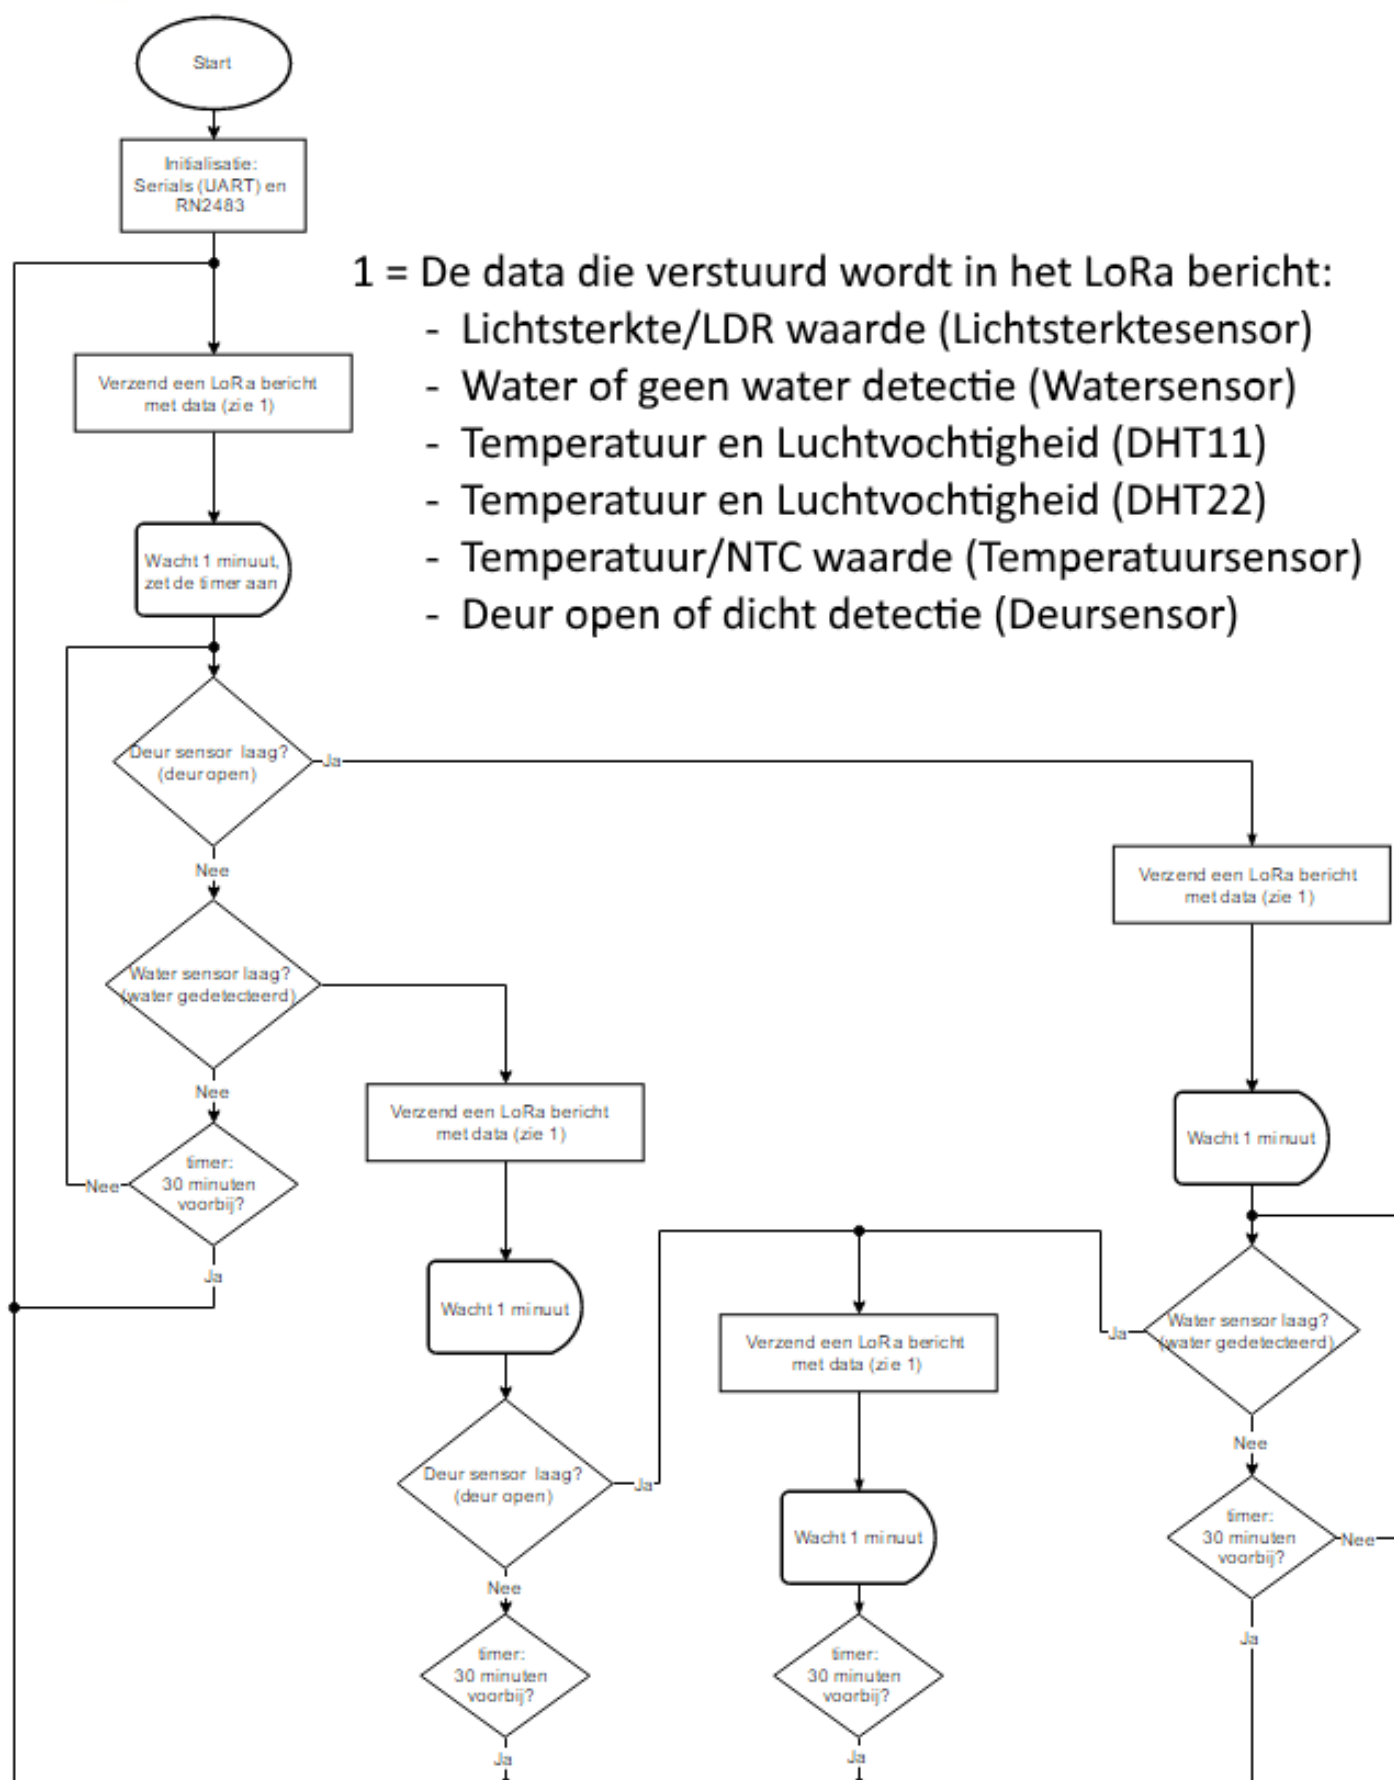 Start
Initialisatie:
Serials (UART) en
RN2483
1 = De data die verstuurd wordt in het LoRa bericht:
- Lichtsterkte/LDR waarde (Lichtsterktesensor)
- Water of geen water detectie (Watersensor)
- Temperatuur en Luchtvochtigheid (DHT11)
- Temperatuur en Luchtvochtigheid (DHT22)
- Temperatuur/NTC waarde (Temperatuursensor)
- Deur open of dicht detectie (Deursensor)
Verzend een LoRa bericht
met data (zie 1)
Wacht 1 minuut,
zet de timer aan
Deur sensor laag?
(deur open)
Ja
Nee
Verzend een LoRa bericht
met data (zie 1)
Water sensor laag?
(water gedetecteerd)
Nee
Verzend een LoRa bericht
met data (zie 1)
Wacht 1 minuut
timer:
30 minuten
voorbij?
Nee
Ja
Wacht 1 minuut
Verzend een LoRa bericht
met data (zie 1)
Water sensor laag?
(water gedetecteerd)
Ja
Nee
Deur sensor laag?
(deur open)
Ja
Nee
Wacht 1 minuut
timer:
30 minuten
voorbij?
Nee
Ja
timer:
30 minuten
voorbij?
Ja
timer:
30 minuten
voorbij?
Ja